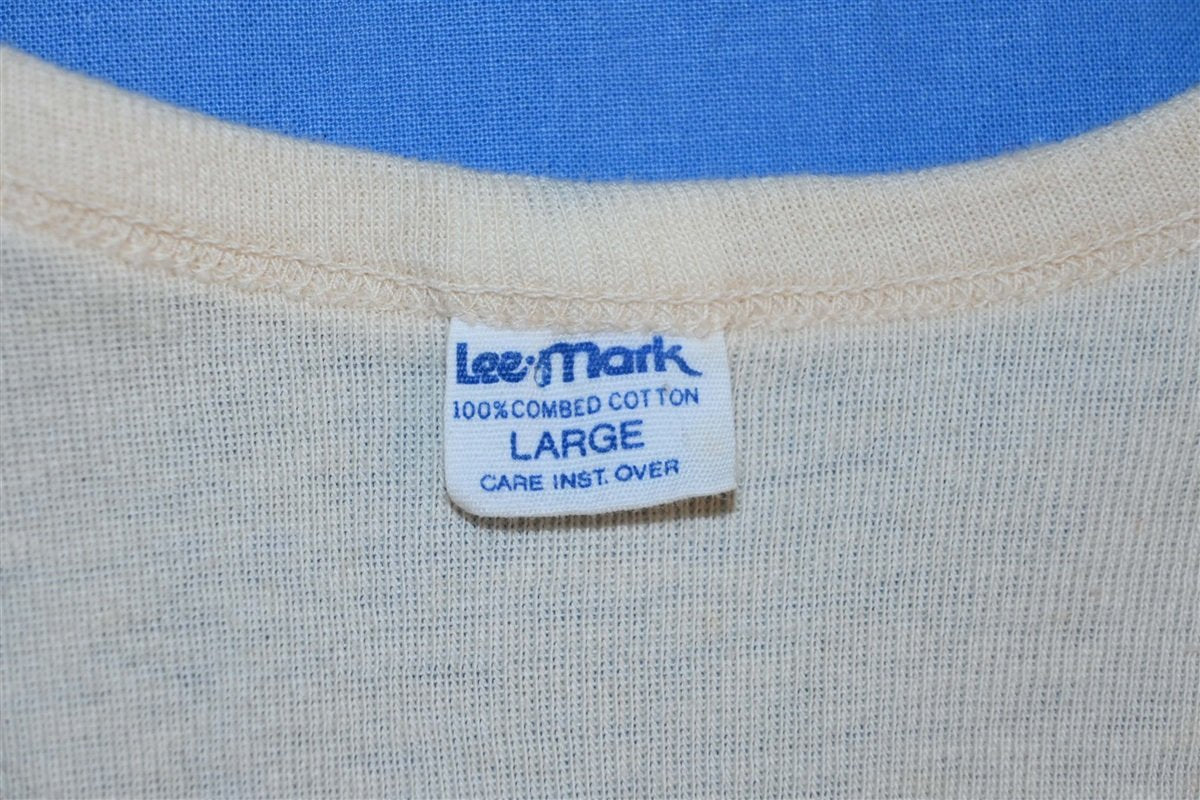 Lee·Mark
100% COMBED COTTON
LARGE
CARE INST. OVER